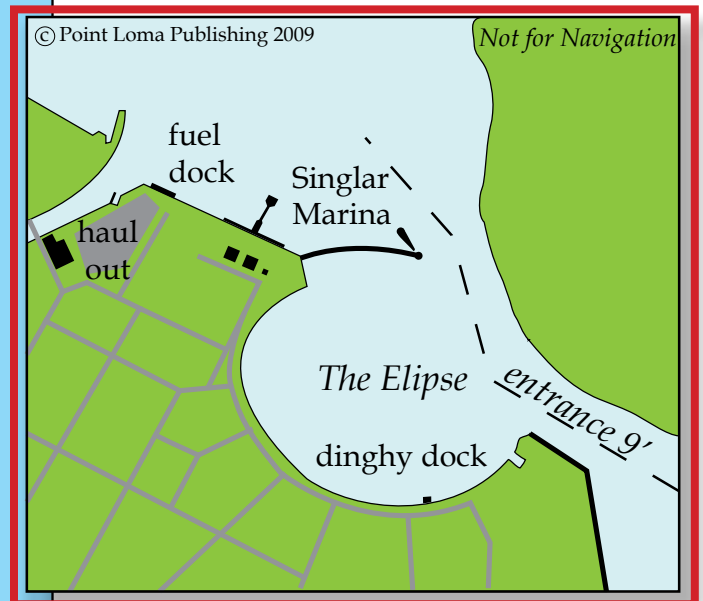 © Point Loma Publishing 2009
Not for Navigation
fuel
dock
Singlar
Marina
haul
out
The Elipse
entrance 9'
dinghy dock